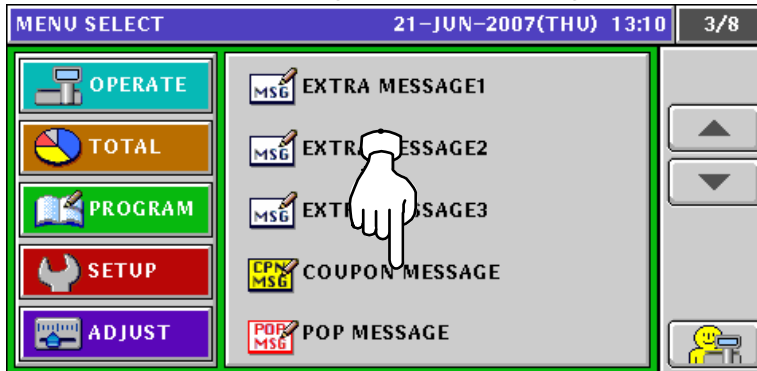 MENU SELECT 21-JUN-2007(THU) 13:10 3/8
OPERATE
TOTAL
PROGRAM
SETUP
ADJUST
MSG EXTRA MESSAGE1
MSG EXTR ESSAGE2
MSG EXT SSAGE3
CPN MSG COUPON MESSAGE
POP MSG POP MESSAGE